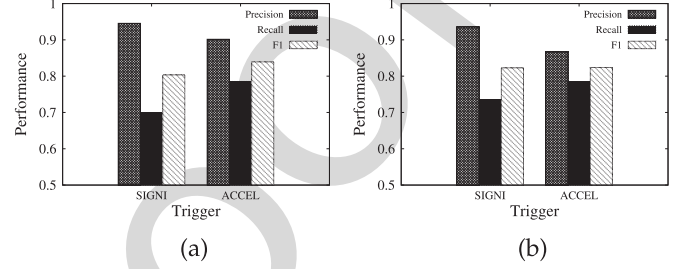 1
0.9
0.8
0.7
0.6
0.5
Performance
Precision
Recall
F1
SIGNI
ACCEL
Trigger
(a)
1
0.9
0.8
0.7
0.6
0.5
Performance
Precision
Recall
F1
SIGNI
ACCEL
Trigger
(b)